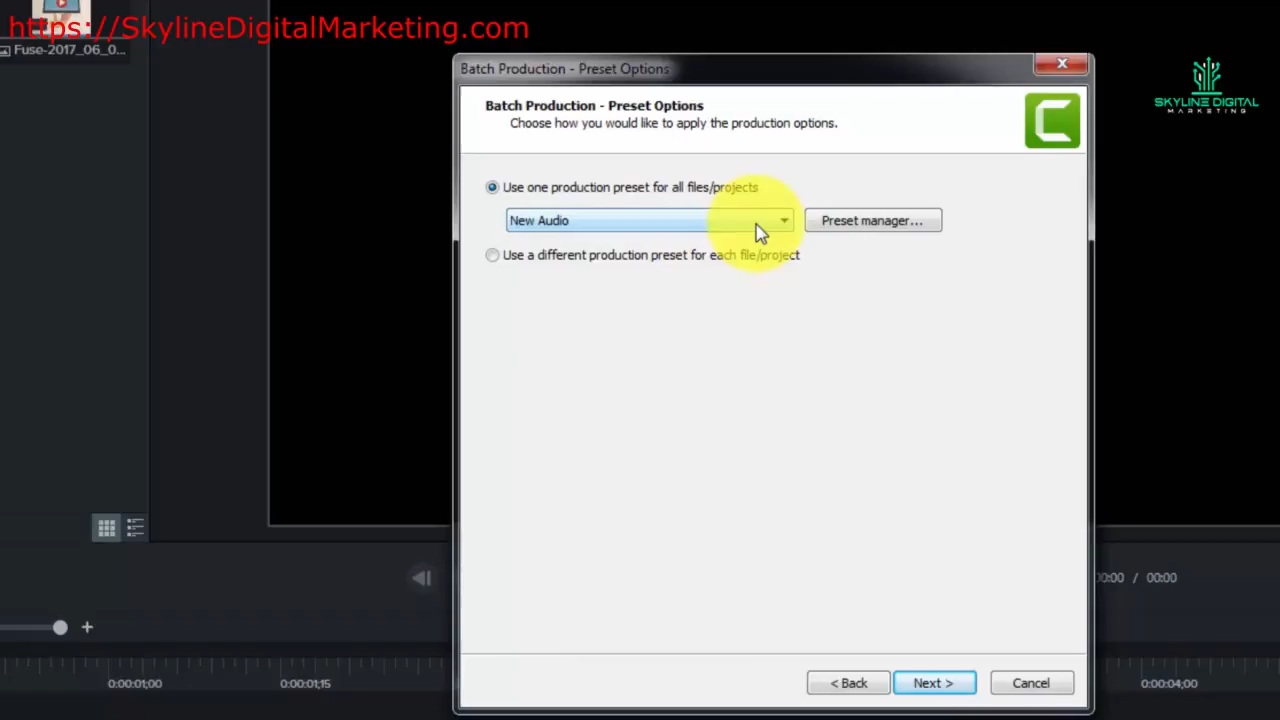 https://SkylineDigitalMarketing.com
Fuse-2017_06_0...
SKYLINE DIGITAL
MARKETING
Batch Production - Preset Options
Batch Production - Preset Options
Choose how you would like to apply the production options.
Use one production preset for all files/projects
New Audio
Preset manager...
Use a different production preset for each file/project
00:00 / 00:00
0:00:01;00
0:00:01;15
0:00:04;00
< Back
Next >
Cancel